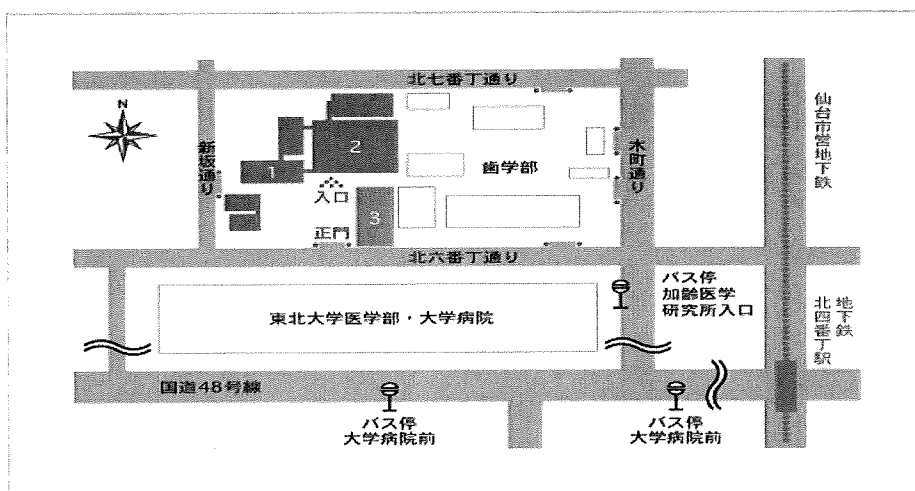 北七番丁通り
N
新坂通り
2
1
入口
3
正門
歯学部
木町通り
仙台市営地下鉄
北六番丁通り
バス停
加齢医学
研究所入口
東北大学医学部・大学病院
地下鉄
北四番丁駅
国道48号線
バス停
大学病院前
バス停
大学病院前